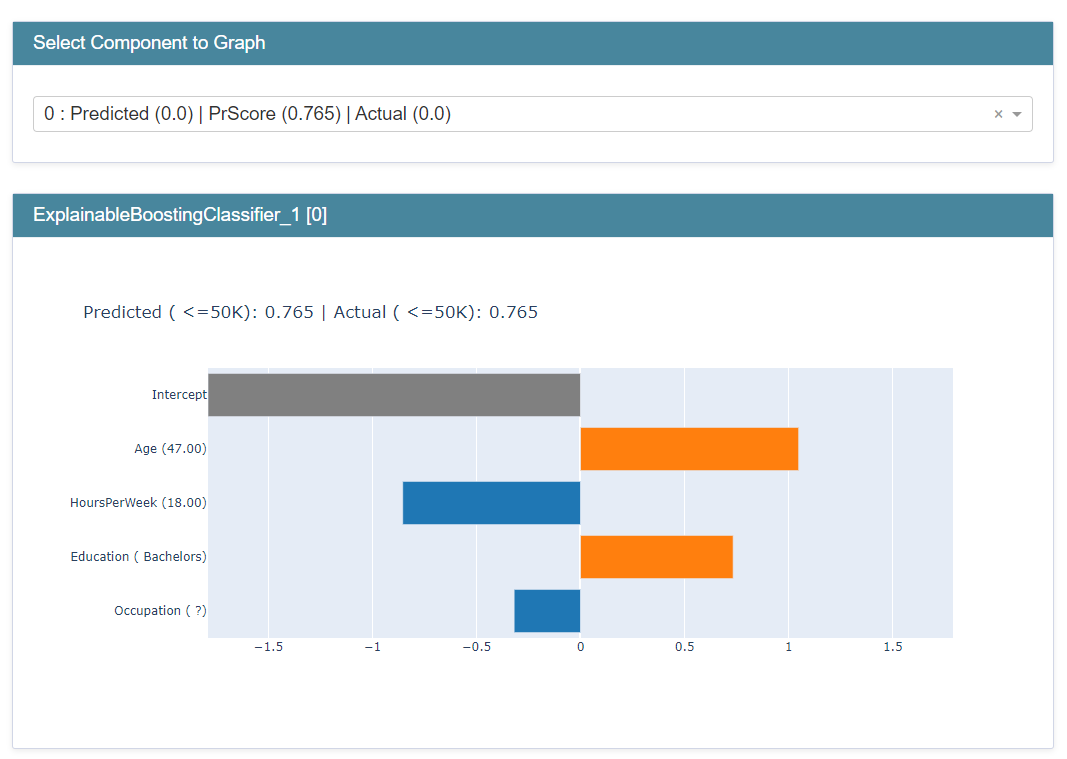 Select Component to Graph
0 : Predicted (0.0) | PrScore (0.765) | Actual (0.0)
ExplainableBoostingClassifier_1 [0]
Predicted ( <=50K): 0.765 | Actual ( <=50K): 0.765
Intercept
Age (47.00)
HoursPerWeek (18.00)
Education ( Bachelors)
Occupation ( ?)
−1.5 −1 −0.5 0 0.5 1 1.5